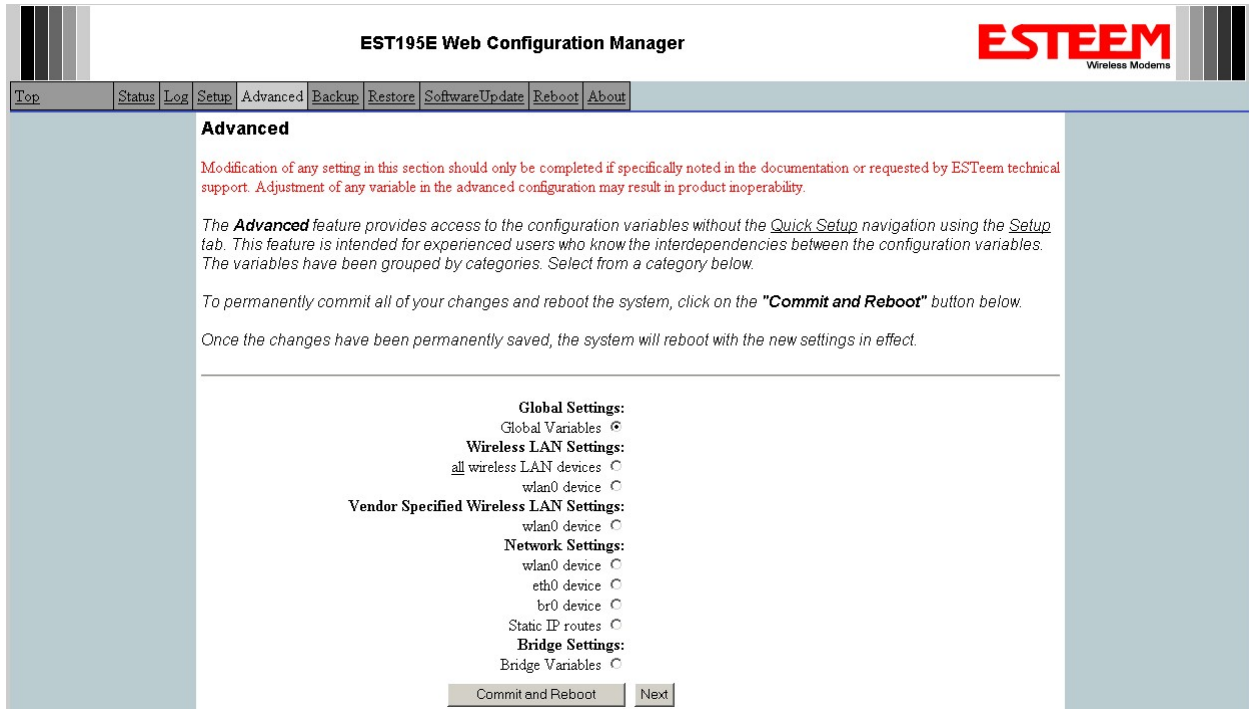 EST195E Web Configuration Manager
ESTEEM
Wireless Modems
Top Status Log Setup Advanced Backup Restore SoftwareUpdate Reboot About
Advanced
Modification of any setting in this section should only be completed if specifically noted in the documentation or requested by ESTeem technical
support. Adjustment of any variable in the advanced configuration may result in product inoperability.
The Advanced feature provides access to the configuration variables without the Quick Setup navigation using the Setup
tab. This feature is intended for experienced users who know the interdependencies between the configuration variables.
The variables have been grouped by categories. Select from a category below.
To permanently commit all of your changes and reboot the system, click on the "Commit and Reboot" button below.
Once the changes have been permanently saved, the system will reboot with the new settings in effect.
Global Settings:
Global Variables
Wireless LAN Settings:
all wireless LAN devices
wlan0 device
Vendor Specified Wireless LAN Settings:
wlan0 device
Network Settings:
wlan0 device
eth0 device
br0 device
Static IP routes
Bridge Settings:
Bridge Variables
Commit and Reboot Next